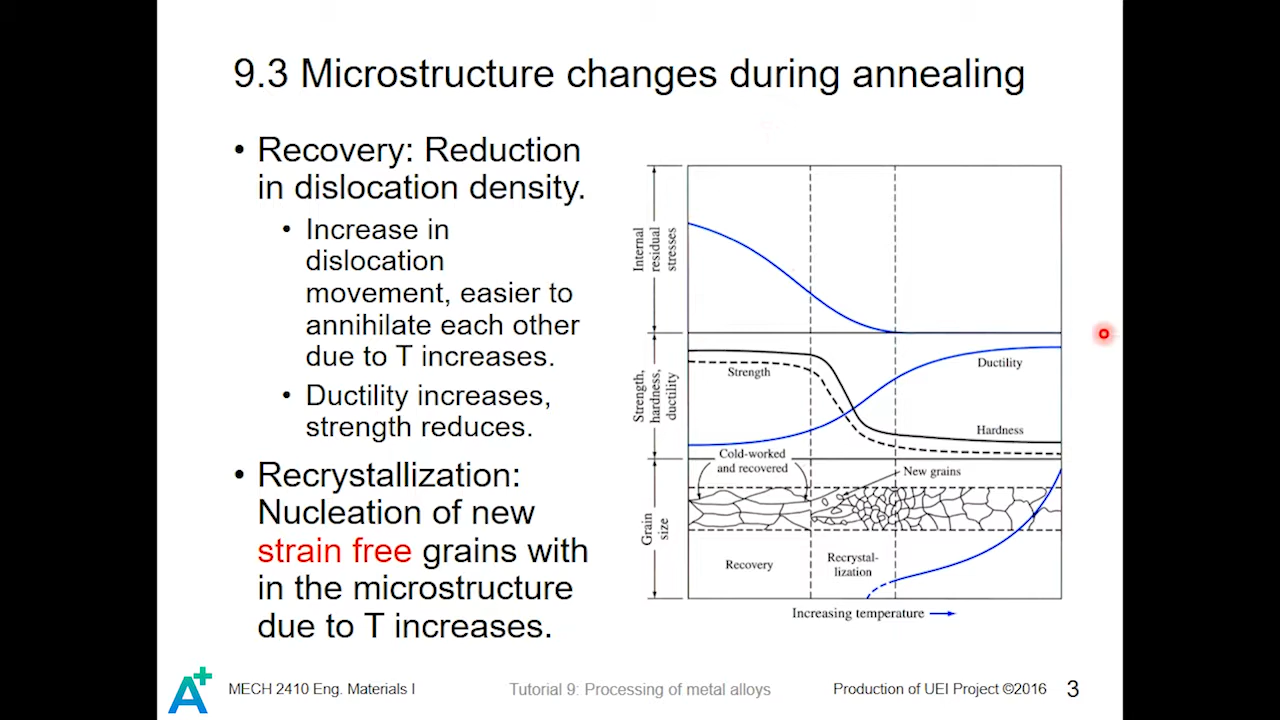 9.3 Microstructure changes during annealing
• Recovery: Reduction
in dislocation density.
• Increase in
dislocation
movement, easier to
annihilate each other
due to T increases.
• Ductility increases,
strength reduces.
• Recrystallization:
Nucleation of new
strain free grains with
in the microstructure
due to T increases.
Internal
residual
stresses
Strength,
hardness,
ductility
Grain
size
Strength
Ductility
Hardness
Cold-worked
and recovered
New grains
Recovery
Recrystal-
lization
Increasing temperature
A+
MECH 2410 Eng. Materials I
Tutorial 9: Processing of metal alloys
Production of UEI Project ©2016
3